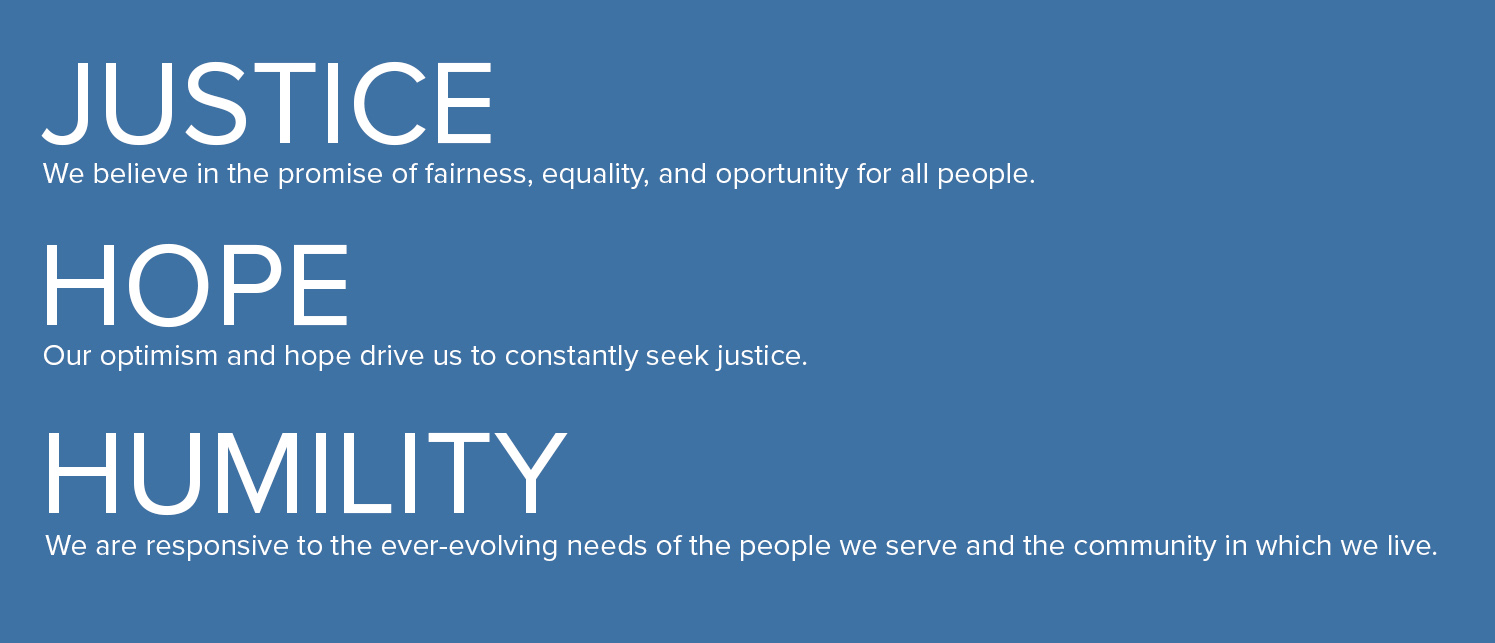 JUSTICE
We believe in the promise of fairness, equality, and oportunity for all people.
HOPE
Our optimism and hope drive us to constantly seek justice.
HUMILITY
We are responsive to the ever-evolving needs of the people we serve and the community in which we live.